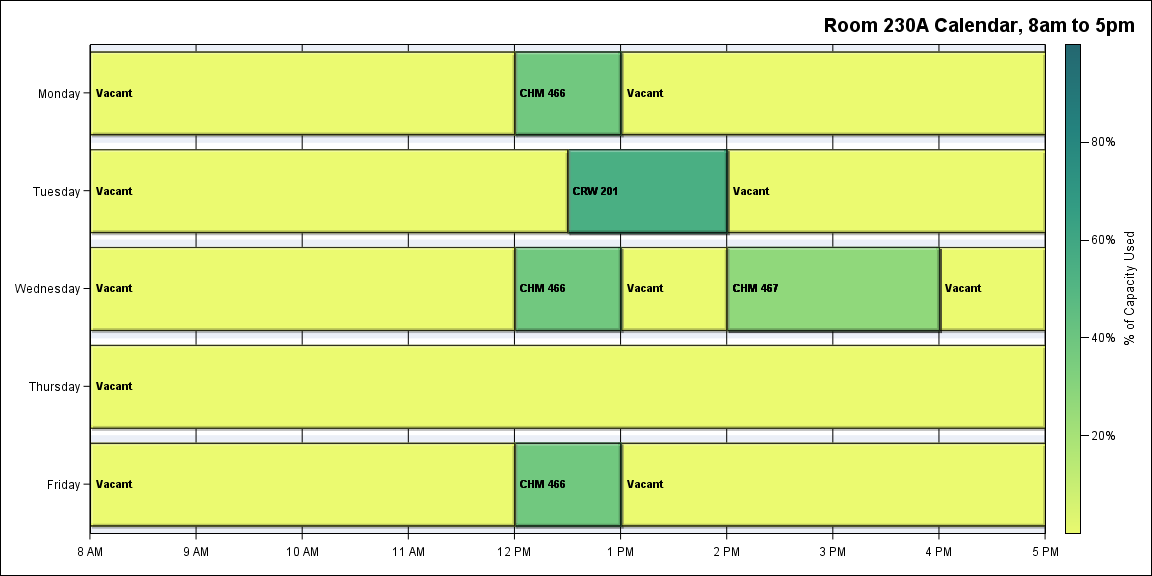 Room 230A Calendar, 8am to 5pm
Monday
Vacant
CHM 466
Vacant
Tuesday
Vacant
CRW 201
Vacant
Wednesday
Vacant
CHM 466
Vacant
CHM 467
Vacant
Thursday
Vacant
Friday
Vacant
CHM 466
Vacant
8 AM
9 AM
10 AM
11 AM
12 PM
1 PM
2 PM
3 PM
4 PM
5 PM
80%
60%
40%
20%
% of Capacity Used